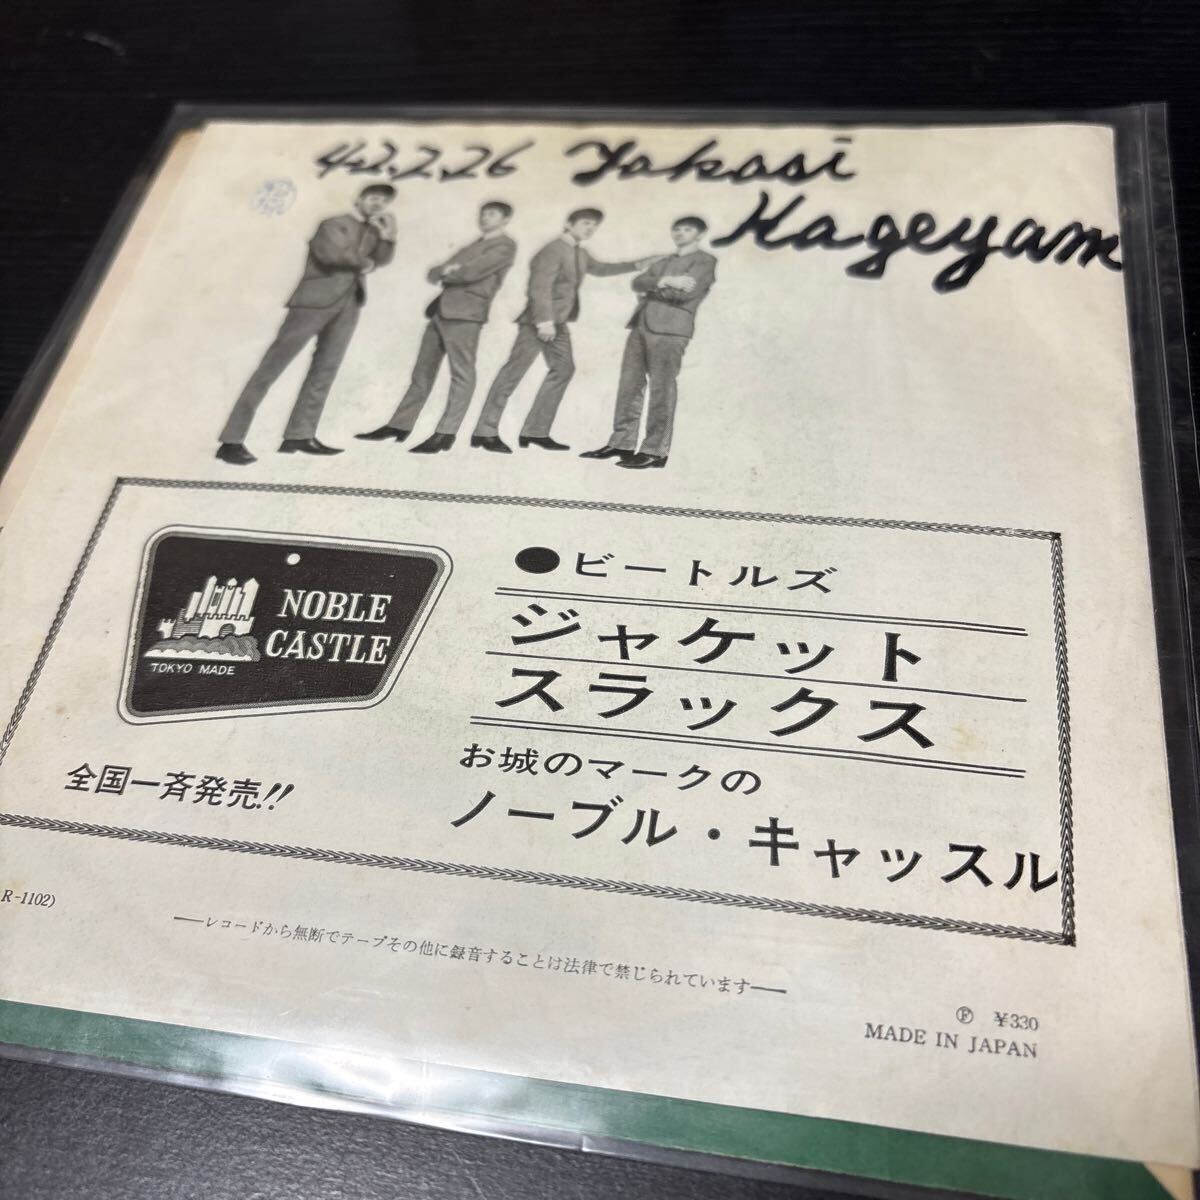 42.2.26 Yakasi
Kageyam
NOBLE
CASTLE
TOKYO MADE
●ビートルズ
ジャケット
スラックス
お城のマークの
ノーブル・キャッスル
全国一斉発売!!
R-1102)
──レコードから無断でテープその他に録音することは法律で禁じられています──
Ⓕ ¥330
MADE IN JAPAN